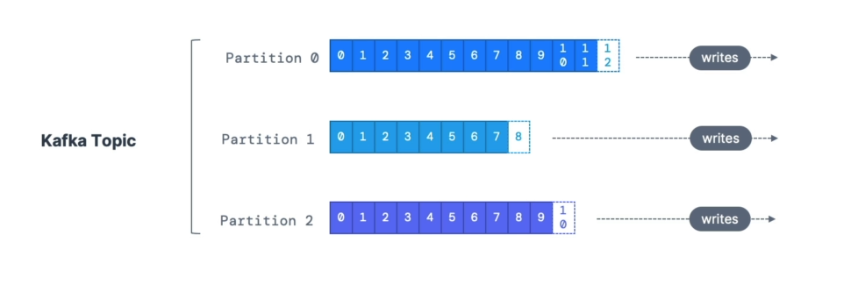 Partition 0 0 1 2 3 4 5 6 7 8 9 10 11 12 writes
Kafka Topic
Partition 1 0 1 2 3 4 5 6 7 8 writes
Partition 2 0 1 2 3 4 5 6 7 8 9 10 writes